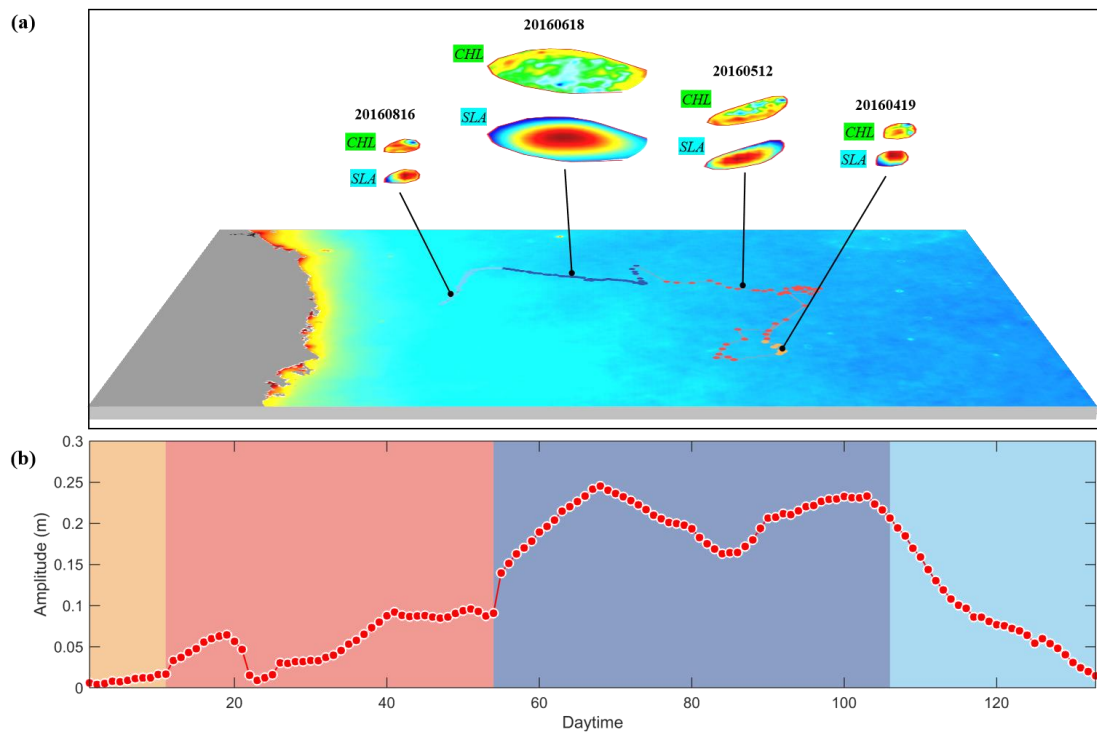 (a)
20160618
CHL
SLA
20160512
CHL
SLA
20160419
CHL
SLA
20160816
CHL
SLA
(b)
0.3
0.25
0.2
0.15
0.1
0.05
0
Amplitude (m)
20 40 60 80 100 120
Daytime